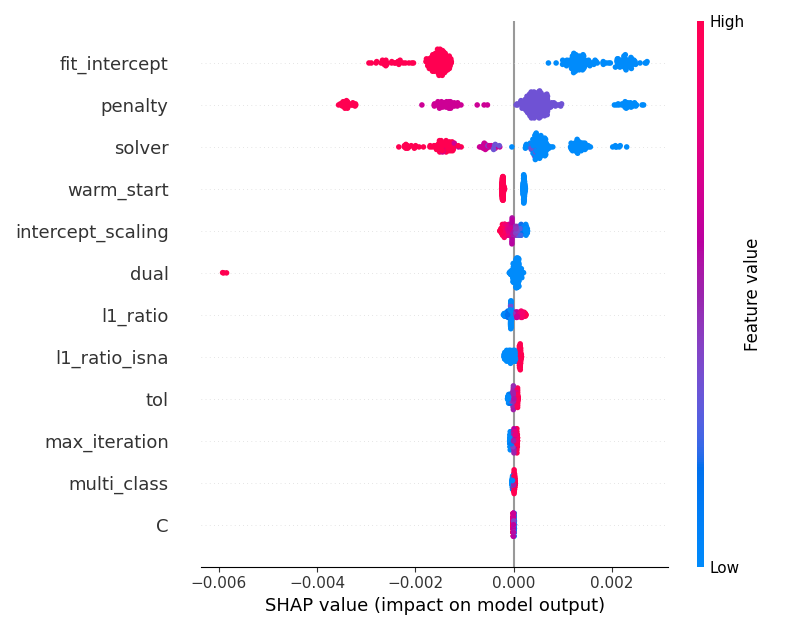 High
fit_intercept
penalty
solver
warm_start
intercept_scaling
dual
l1_ratio
l1_ratio_isna
tol
max_iteration
multi_class
C
Feature value
Low
−0.006 −0.004 −0.002 0.000 0.002
SHAP value (impact on model output)